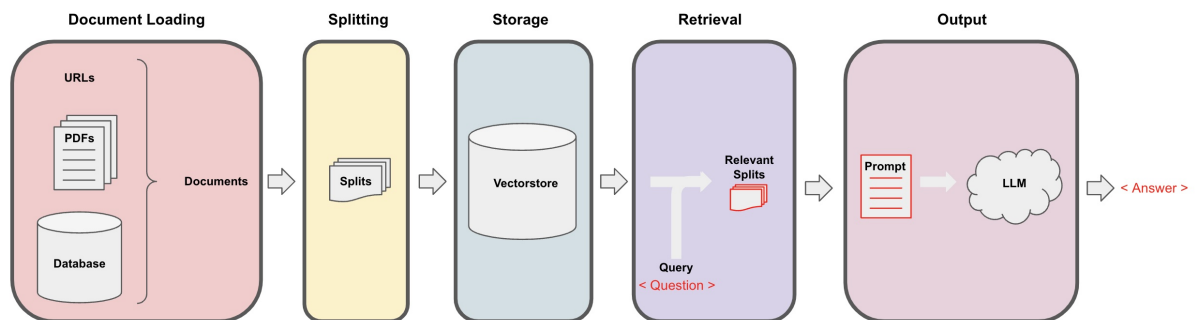 Document Loading
URLs
PDFs
Documents
Database
Splitting
Splits
Storage
Vectorstore
Retrieval
Relevant
Splits
Query
< Question >
Output
Prompt
LLM
< Answer >